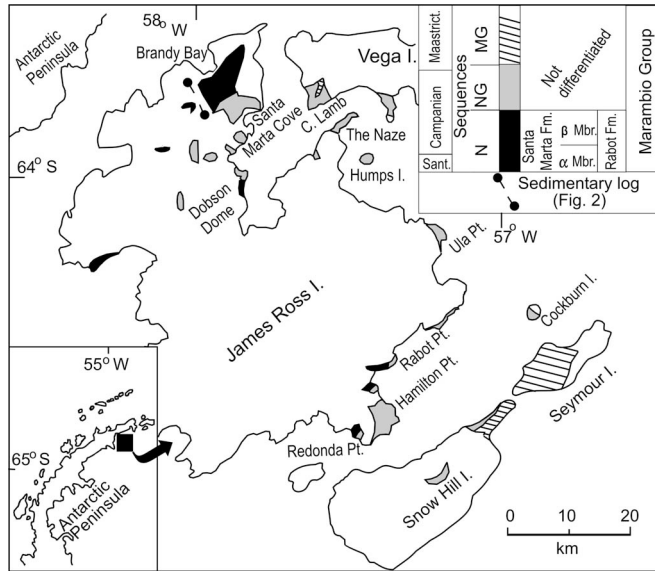 58° W
Antarctic
Peninsula
Brandy Bay
Vega I.
Santa
Marta Cove
C. Lamb
The Naze
Humps I.
64° S
Dobson
Dome
James Ross I.
Ula Pt.
57° W
Cockburn I.
Rabot Pt.
Hamilton Pt.
Seymour I.
Redonda Pt.
Snow Hill I.
55° W
65° S
Antarctic
Peninsula
0 10 20
km
Maastrict.
Campanian
Sant.
Sequences
MG
NG
N
Not
differentiated
Santa
Marta Fm.
β Mbr.
α Mbr.
Rabot Fm.
Marambio Group
Sedimentary log
(Fig. 2)